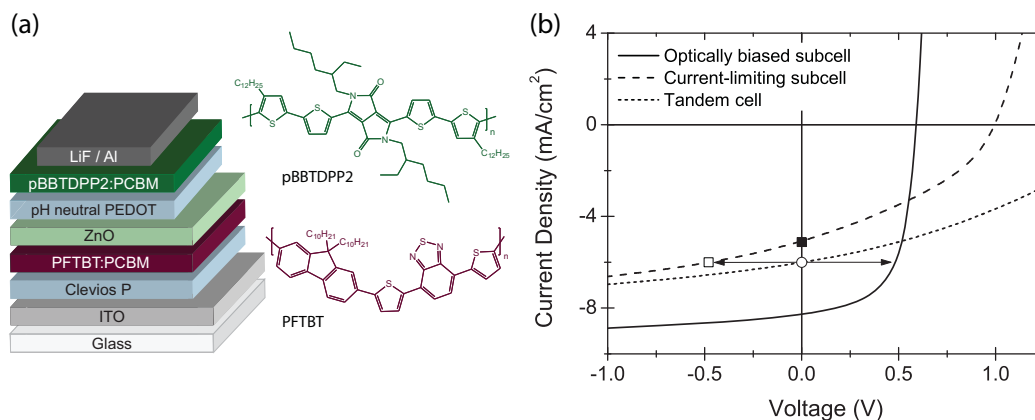 (a)
LiF / Al
pBBTDPP2:PCBM
pH neutral PEDOT
ZnO
PFTBT:PCBM
Clevios P
ITO
Glass
C12H25
S
S
N
O
O
N
S
S
n
C12H25
pBBTDPP2
C10H21
C10H21
N
S
N
S
S
n
PFTBT
(b)
Optically biased subcell
Current-limiting subcell
Tandem cell
Current Density (mA/cm²)
4
0
-4
-8
-1.0
-0.5
0.0
0.5
1.0
Voltage (V)